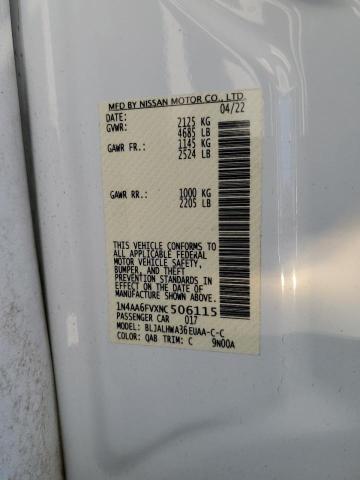 MFD BY NISSAN MOTOR CO., LTD.
DATE: 04/22
GVWR: 2125 KG
4685 LB
GAWR FR.: 1145 KG
2524 LB
GAWR RR.: 1000 KG
2205 LB
THIS VEHICLE CONFORMS TO
ALL APPLICABLE FEDERAL
MOTOR VEHICLE SAFETY,
BUMPER, AND THEFT
PREVENTION STANDARDS
IN EFFECT ON THE DATE OF
MANUFACTURE SHOWN ABOVE.
1N4AA6FVXNC506115
PASSENGER CAR 017
MODEL: BLJALHWA36EUAA-C-C
COLOR: QAB TRIM: C 9N00A